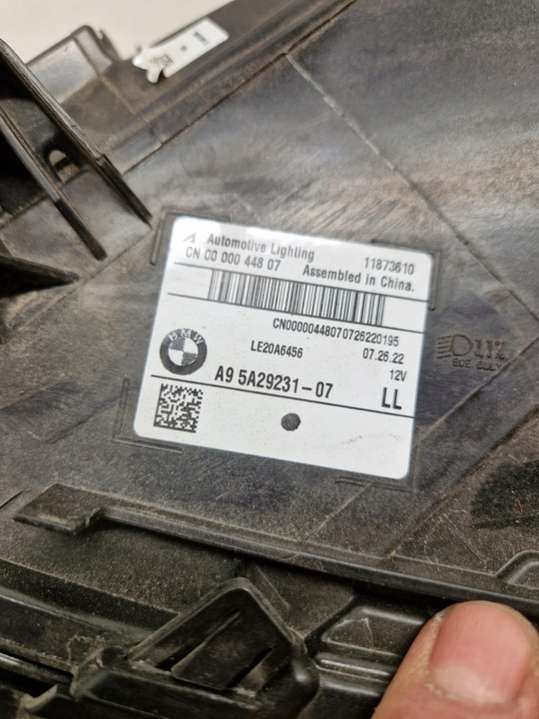 Automotive Lighting 11873610
CN 00 000 448 07 Assembled in China.
CN00000448070726220195
BMW
LE20A6456 07.26.22
12V
A9 5A29231-07 LL